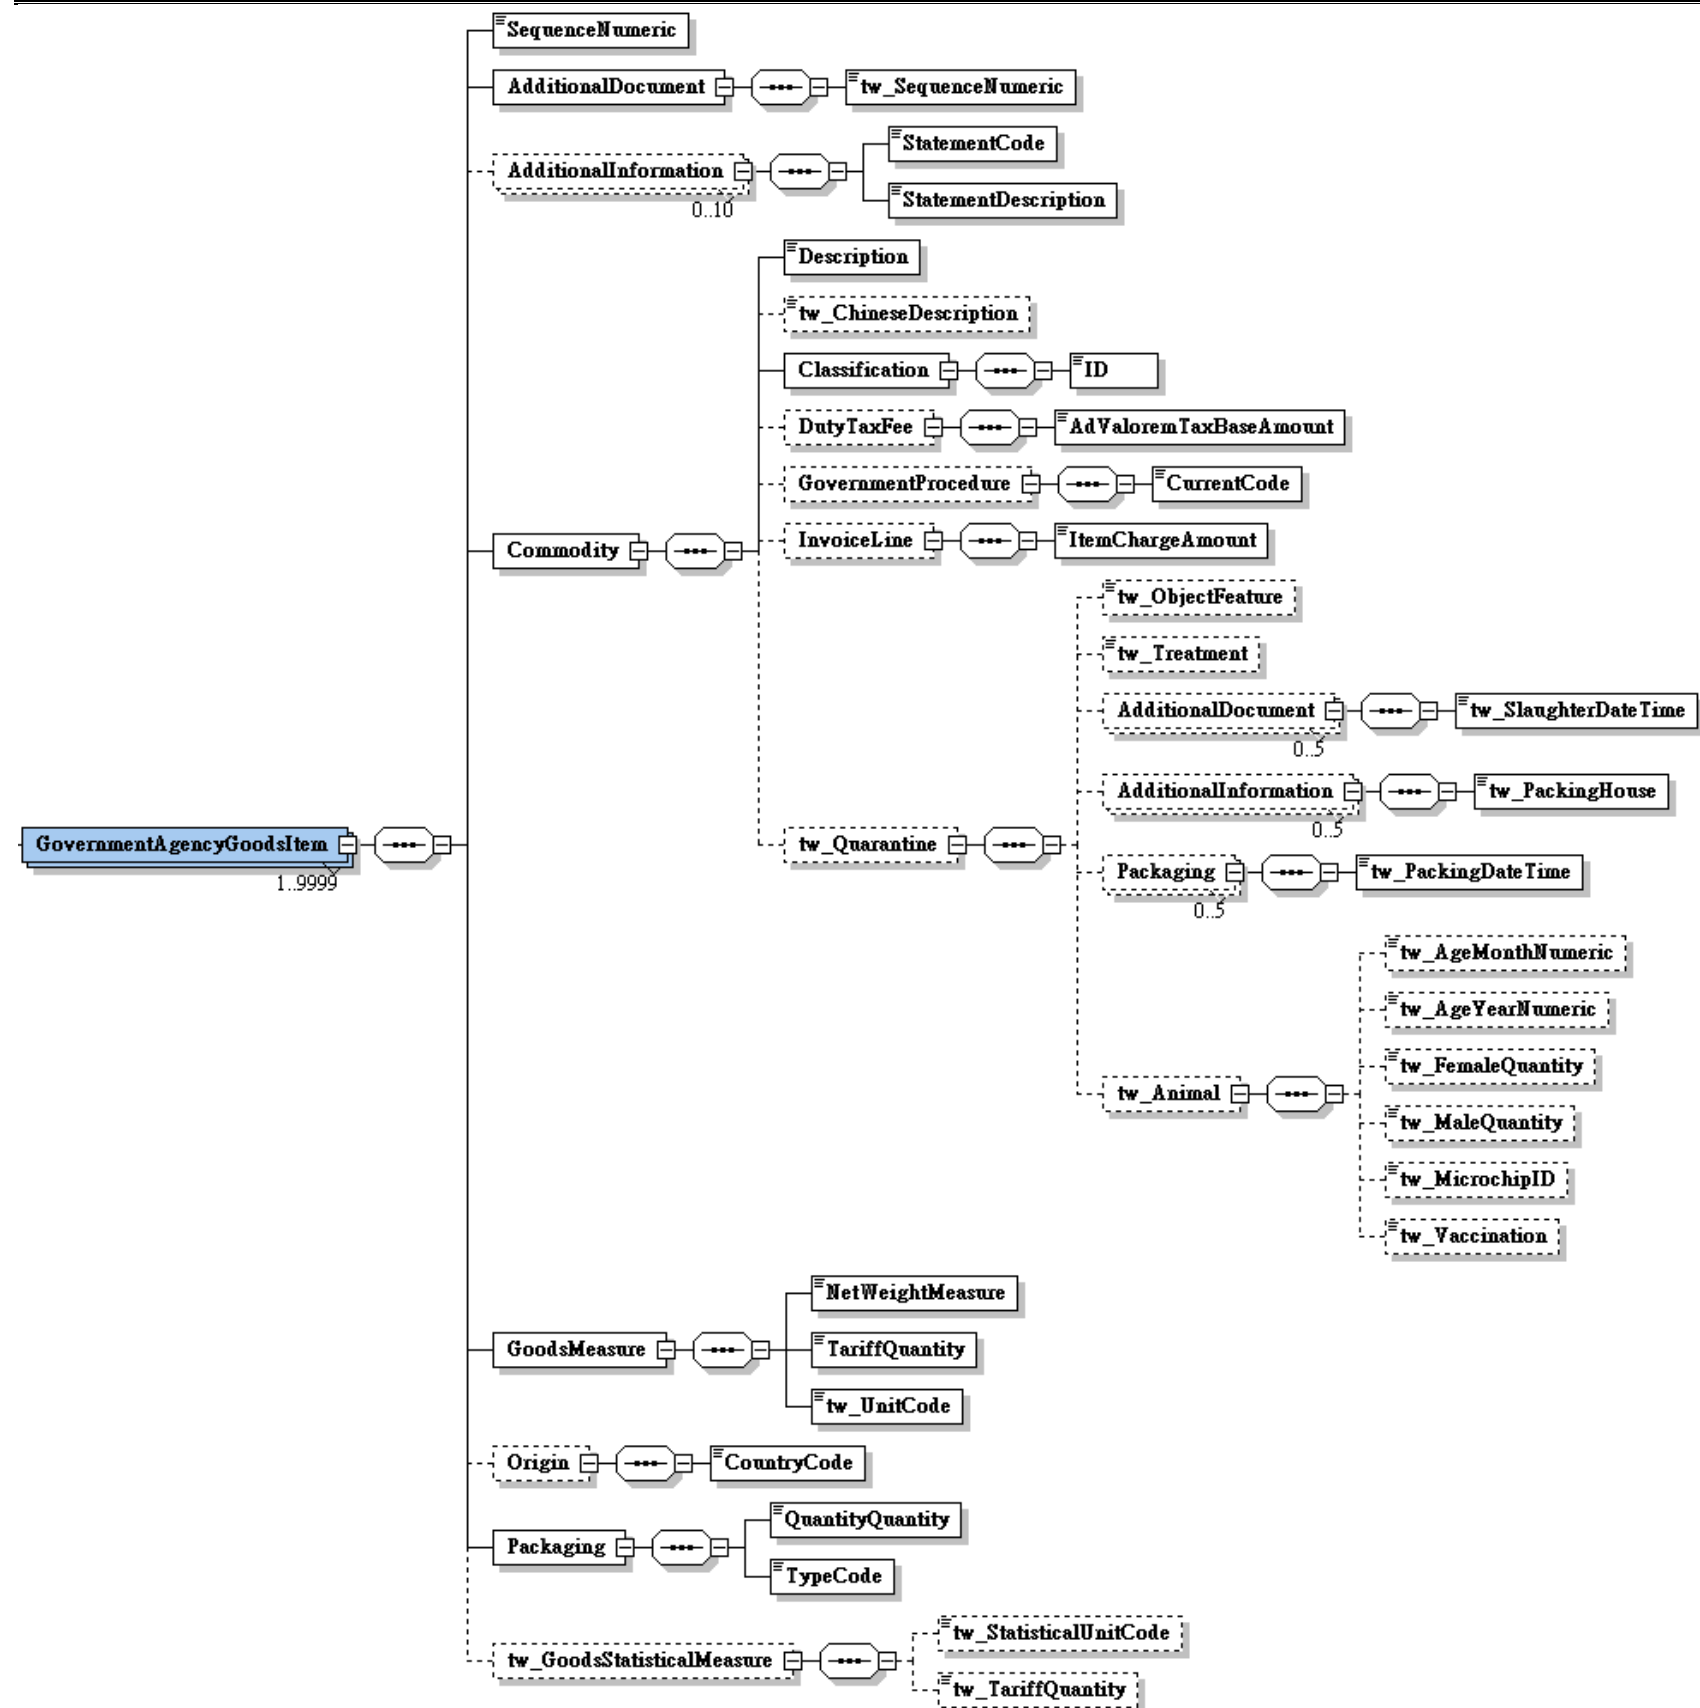 SequenceNumeric
AdditionalDocument
tw_SequenceNumeric
AdditionalInformation
0..10
StatementCode
StatementDescription
Description
tw_ChineseDescription
Classification
ID
DutyTaxFee
AdValoremTaxBaseAmount
GovernmentProcedure
CurrentCode
Commodity
InvoiceLine
ItemChargeAmount
tw_ObjectFeature
tw_Treatment
AdditionalDocument
0..5
tw_SlaughterDateTime
AdditionalInformation
0..5
tw_PackingHouse
GovernmentAgencyGoodsItem
1..9999
tw_Quarantine
Packaging
0..5
tw_PackingDateTime
tw_AgeMonthNumeric
tw_AgeYearNumeric
tw_FemaleQuantity
tw_Animal
tw_MaleQuantity
tw_MicrochipID
tw_Vaccination
NetWeightMeasure
GoodsMeasure
TariffQuantity
tw_UnitCode
Origin
CountryCode
QuantityQuantity
Packaging
TypeCode
tw_StatisticalUnitCode
tw_GoodsStatisticalMeasure
tw_TariffQuantity